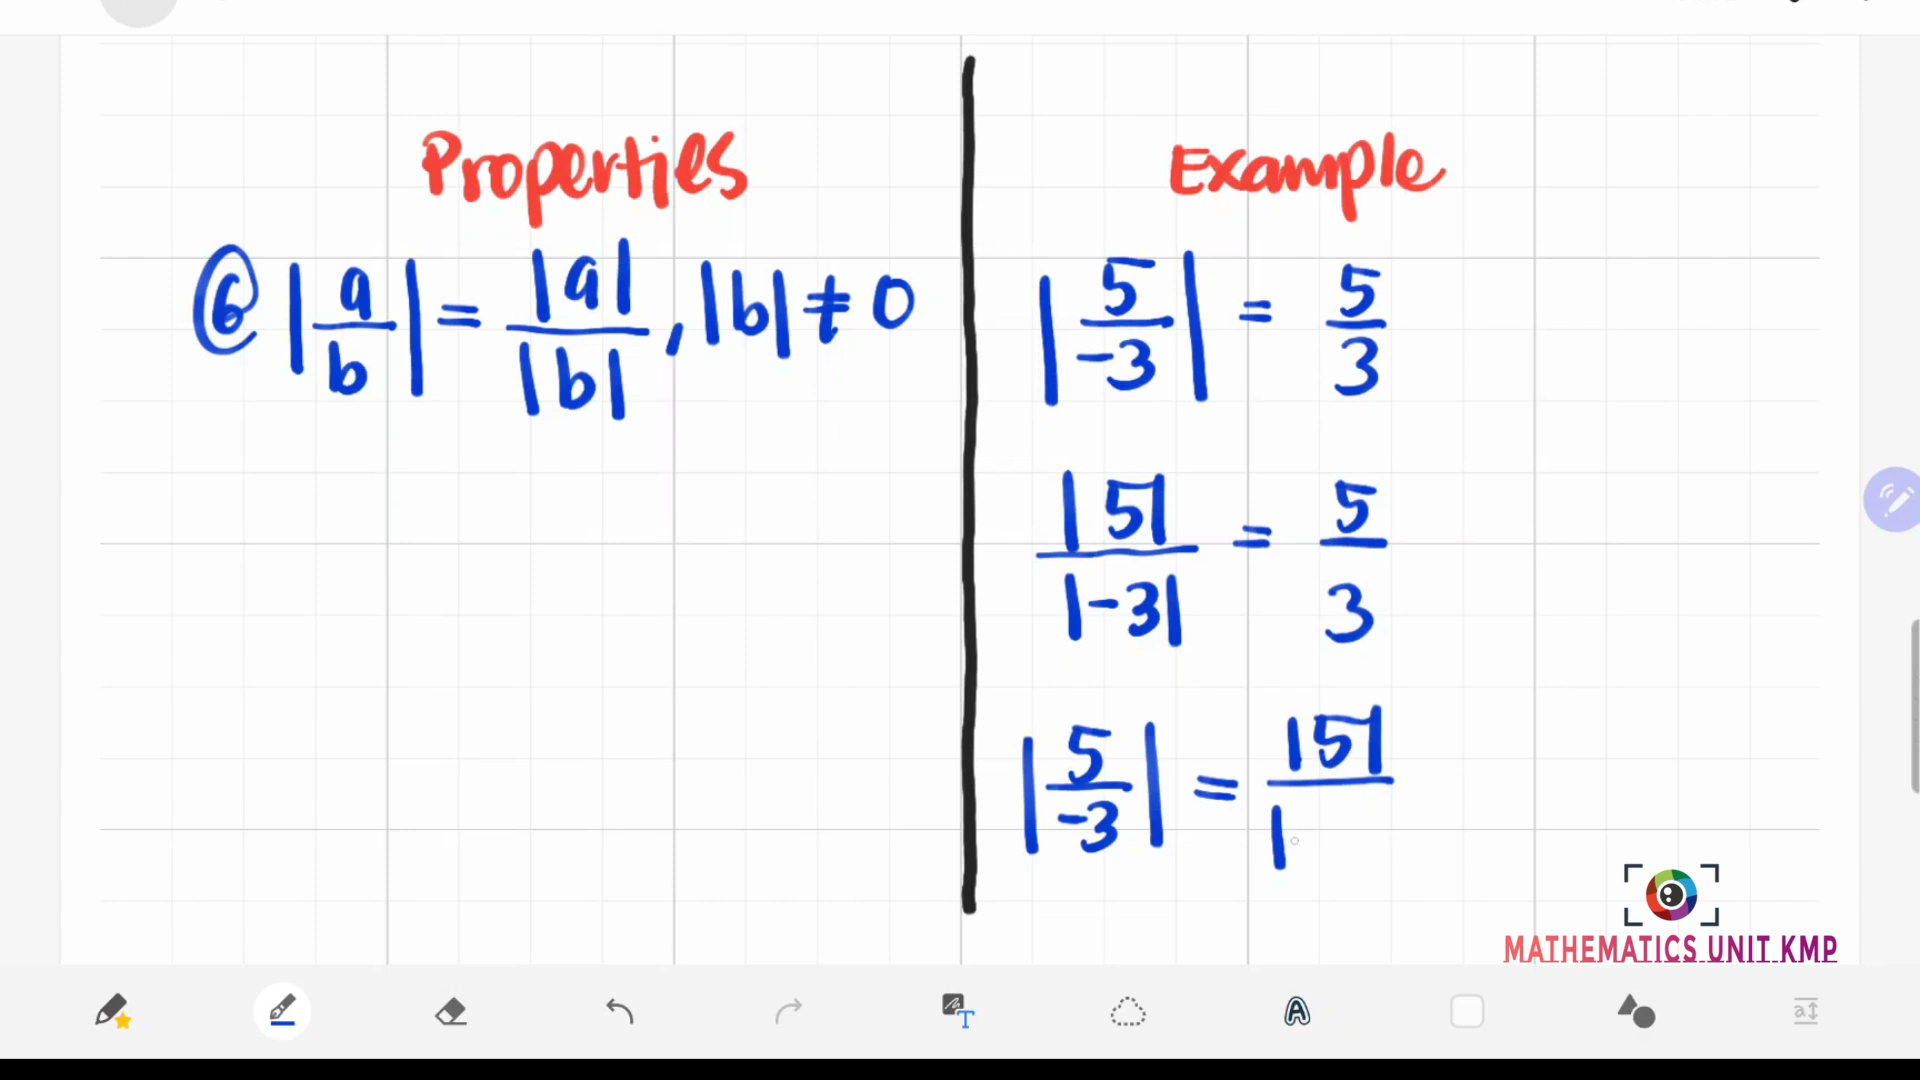 Properties
⑥ |a/b| = |a|/|b| , |b| ≠ 0
Example
|5/-3| = 5/3
|5|/|-3| = 5/3
|5/-3| = |5|/|
MATHEMATICS UNIT KMP